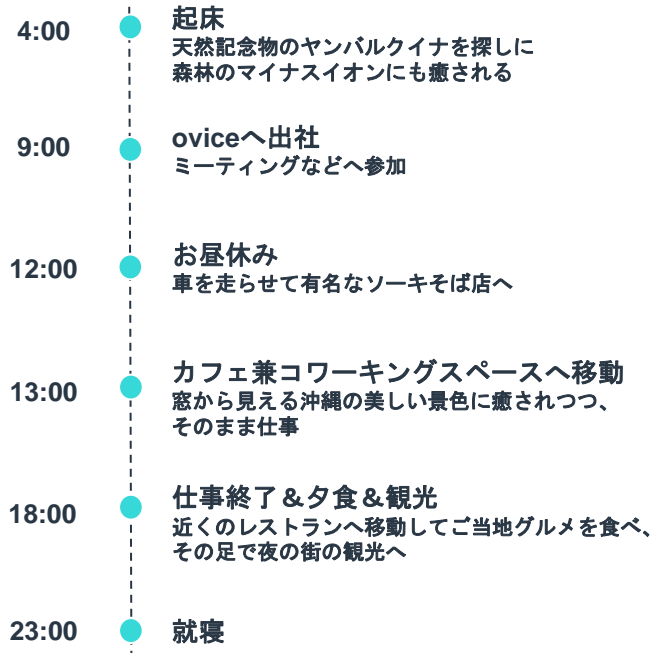 4:00
起床
天然記念物のヤンバルクイナを探しに
森林のマイナスイオンにも癒される
9:00
oviceへ出社
ミーティングなどへ参加
12:00
お昼休み
車を走らせて有名なソーキそば店へ
13:00
カフェ兼コワーキングスペースへ移動
窓から見える沖縄の美しい景色に癒されつつ、
そのまま仕事
18:00
仕事終了＆夕食＆観光
近くのレストランへ移動してご当地グルメを食べ、
その足で夜の街の観光へ
23:00
就寝